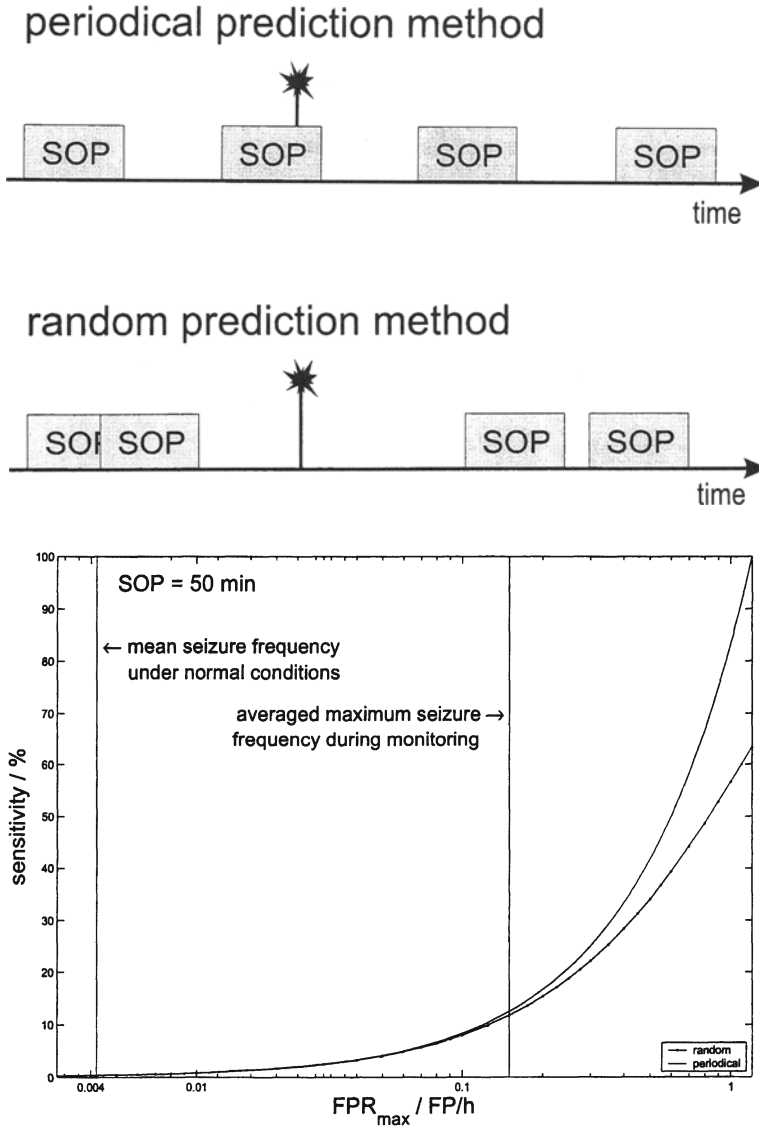 periodical prediction method
SOP SOP SOP SOP
time
random prediction method
SOP SOP SOP SOP
time
100
90
80
70
60
50
40
30
20
10
0
sensitivity / %
SOP = 50 min
← mean seizure frequency
under normal conditions
averaged maximum seizure →
frequency during monitoring
random
periodical
0.004 0.01 0.1 1
FPRmax / FP/h